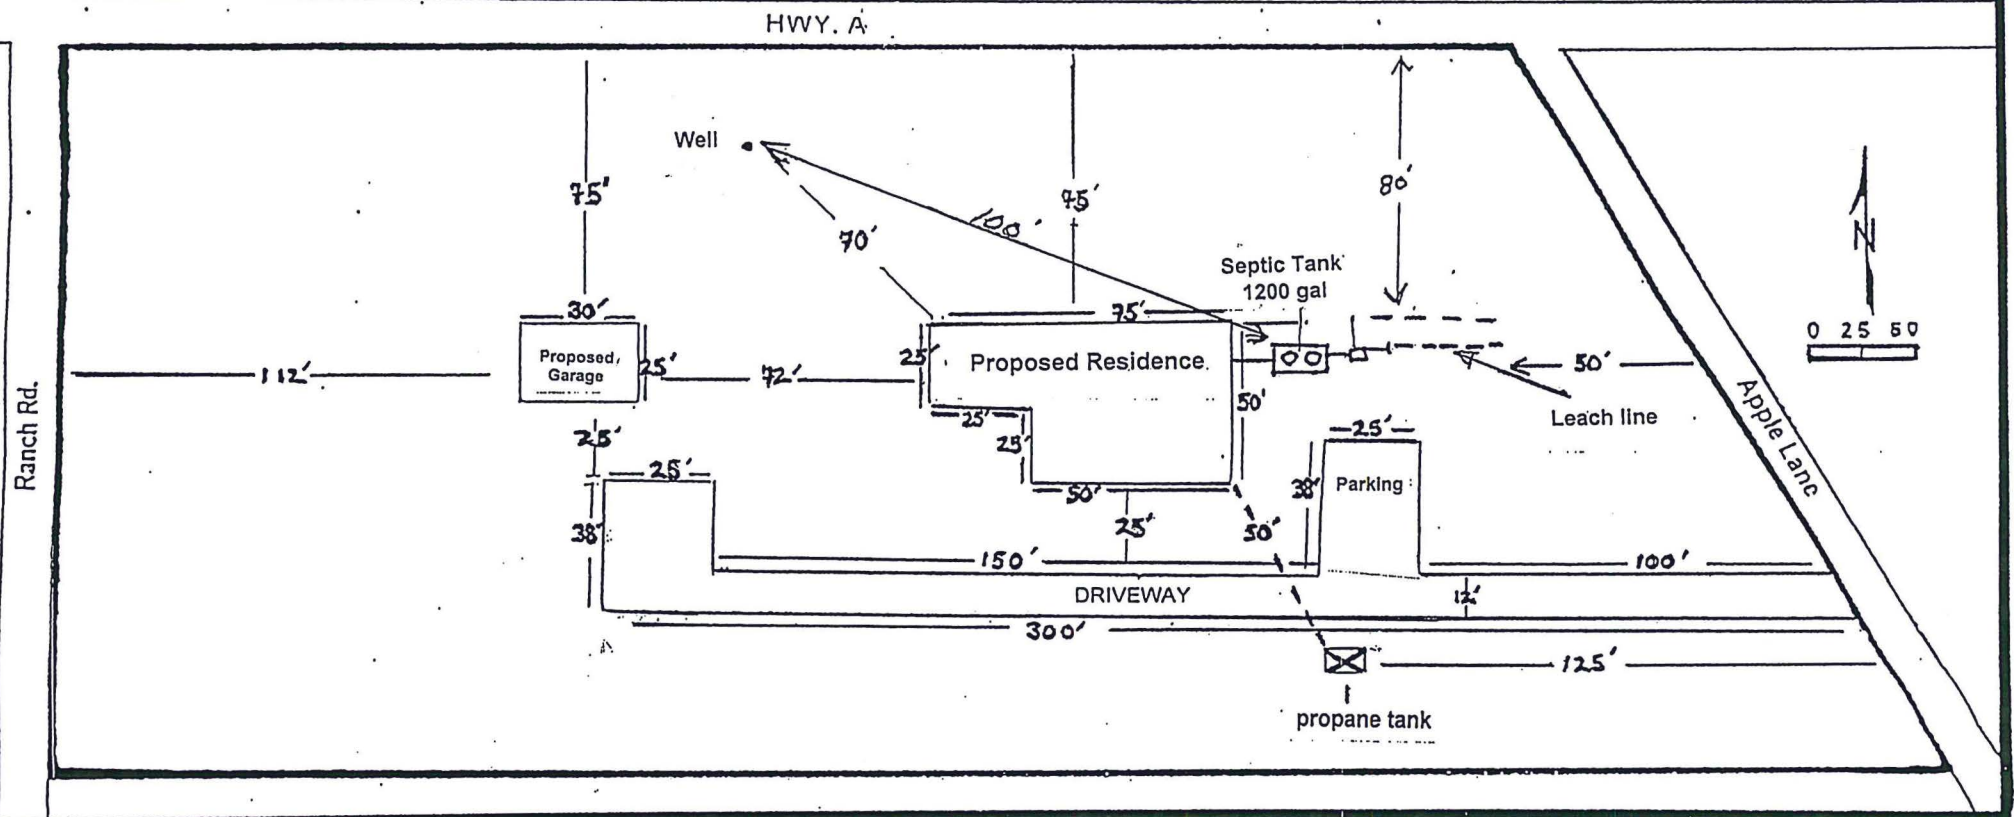 HWY. A
Well
75'
75'
80'
100'
70'
Septic Tank
1200 gal
30'
75'
Proposed
Garage
25'
112'
72'
25'
Proposed Residence
50'
50'
Leach line
0 25 50
N
Ranch Rd.
Apple Lane
25'
25'
25'
25'
25'
38'
50'
25'
50'
38'
Parking
150'
100'
DRIVEWAY
12'
300'
125'
propane tank